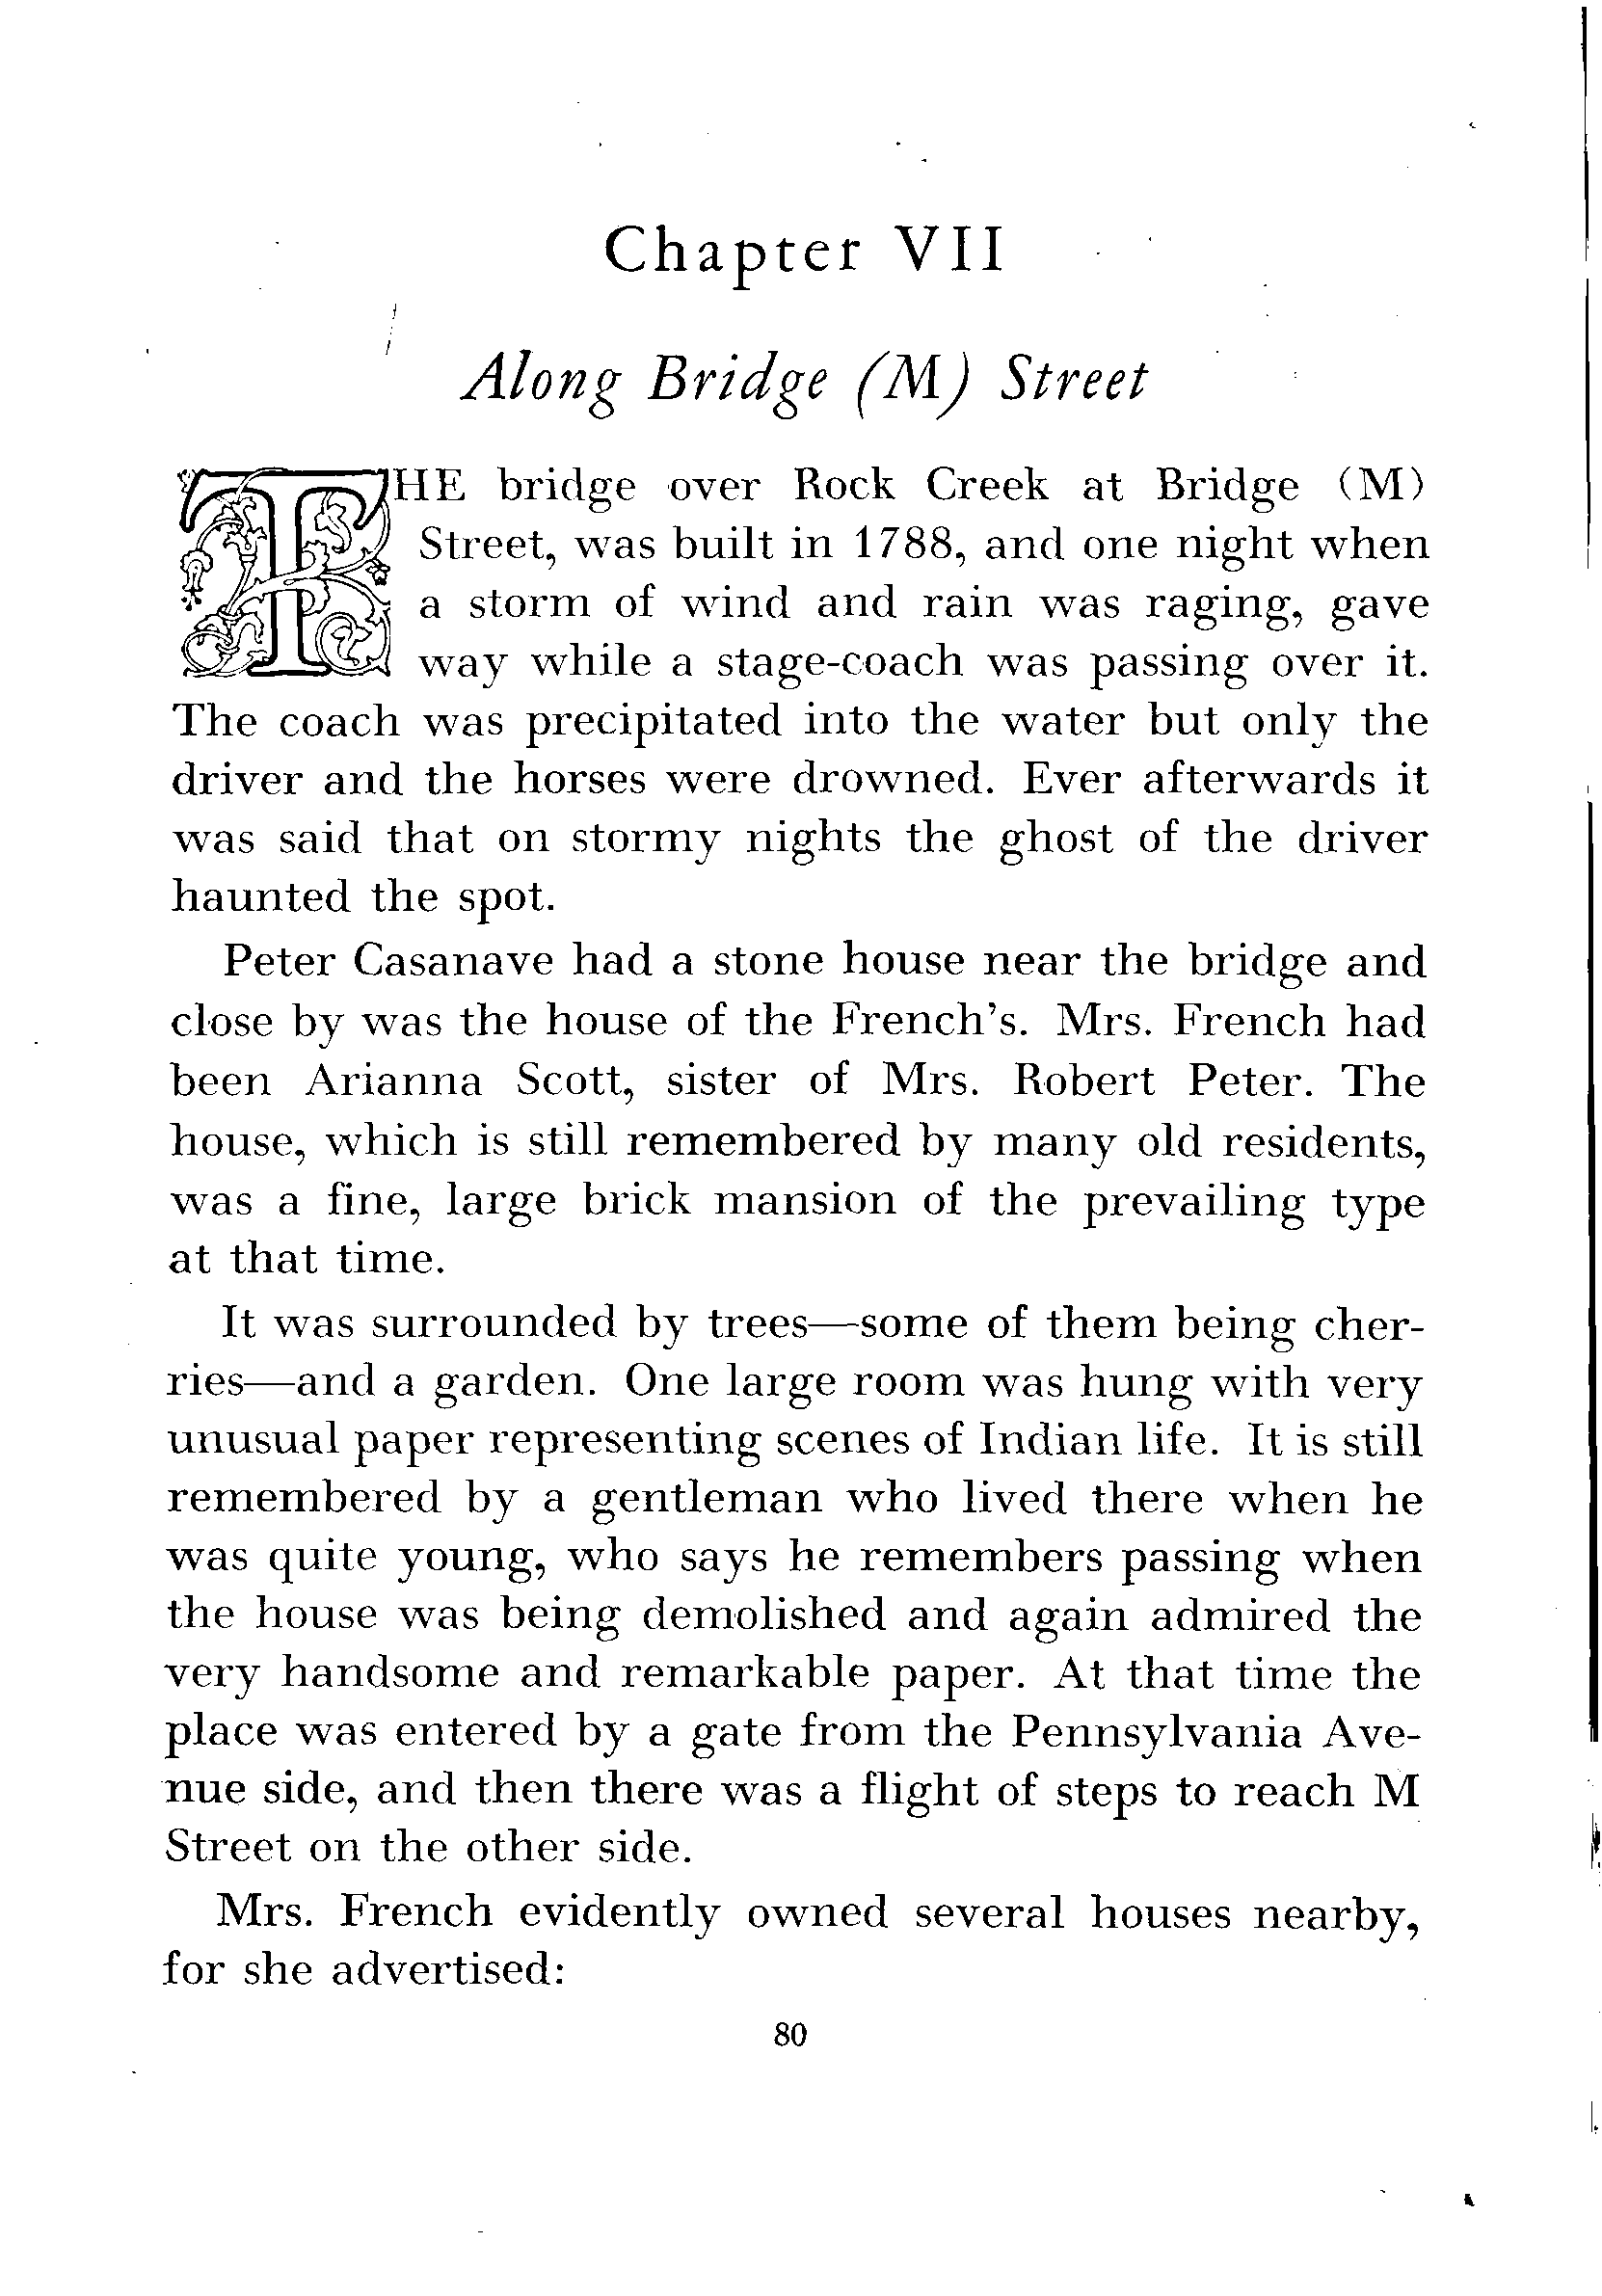 Chapter VII
Along Bridge (M) Street
THE bridge over Rock Creek at Bridge (M)
Street, was built in 1788, and one night when
a storm of wind and rain was raging, gave
way while a stage-coach was passing over it.
The coach was precipitated into the water but only the
driver and the horses were drowned. Ever afterwards it
was said that on stormy nights the ghost of the driver
haunted the spot.
Peter Casanave had a stone house near the bridge and
close by was the house of the French's. Mrs. French had
been Arianna Scott, sister of Mrs. Robert Peter. The
house, which is still remembered by many old residents,
was a fine, large brick mansion of the prevailing type
at that time.
It was surrounded by trees—some of them being cher-
ries—and a garden. One large room was hung with very
unusual paper representing scenes of Indian life. It is still
remembered by a gentleman who lived there when he
was quite young, who says he remembers passing when
the house was being demolished and again admired the
very handsome and remarkable paper. At that time the
place was entered by a gate from the Pennsylvania Ave-
nue side, and then there was a flight of steps to reach M
Street on the other side.
Mrs. French evidently owned several houses nearby,
for she advertised:
80